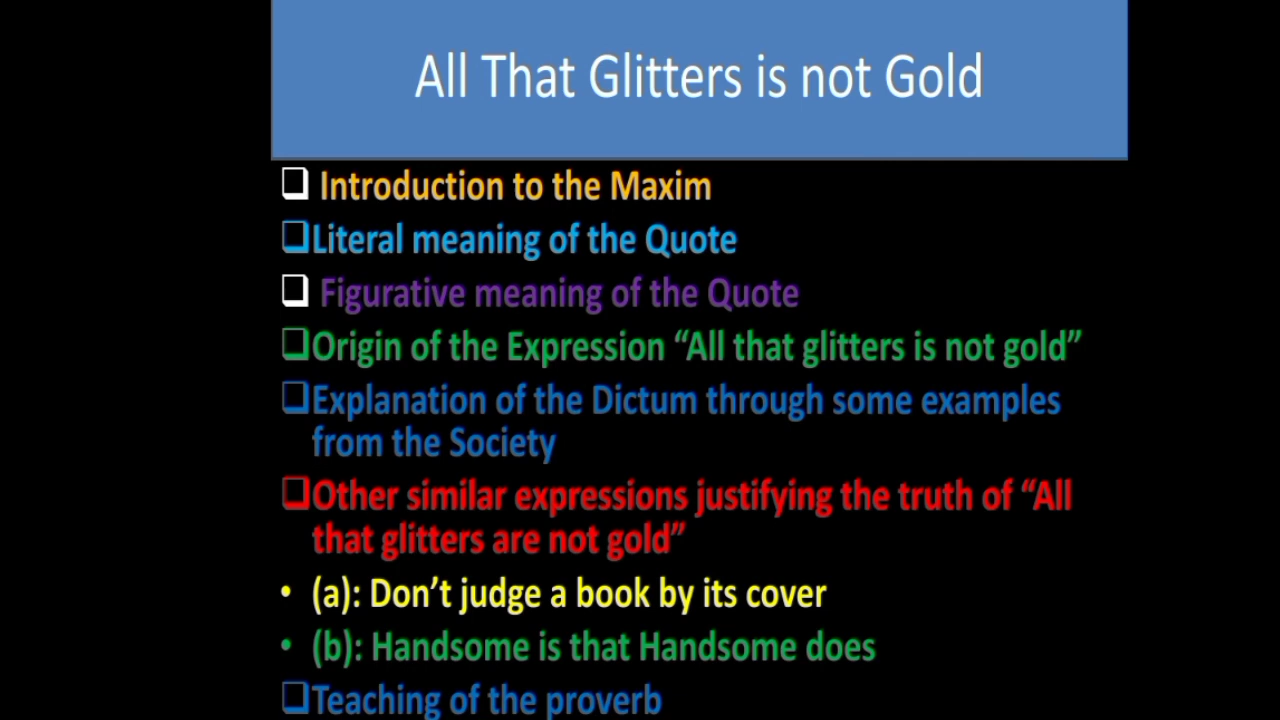 All That Glitters is not Gold
Introduction to the Maxim
Literal meaning of the Quote
Figurative meaning of the Quote
Origin of the Expression “All that glitters is not gold”
Explanation of the Dictum through some examples
from the Society
Other similar expressions justifying the truth of “All
that glitters are not gold”
• (a): Don’t judge a book by its cover
• (b): Handsome is that Handsome does
Teaching of the proverb